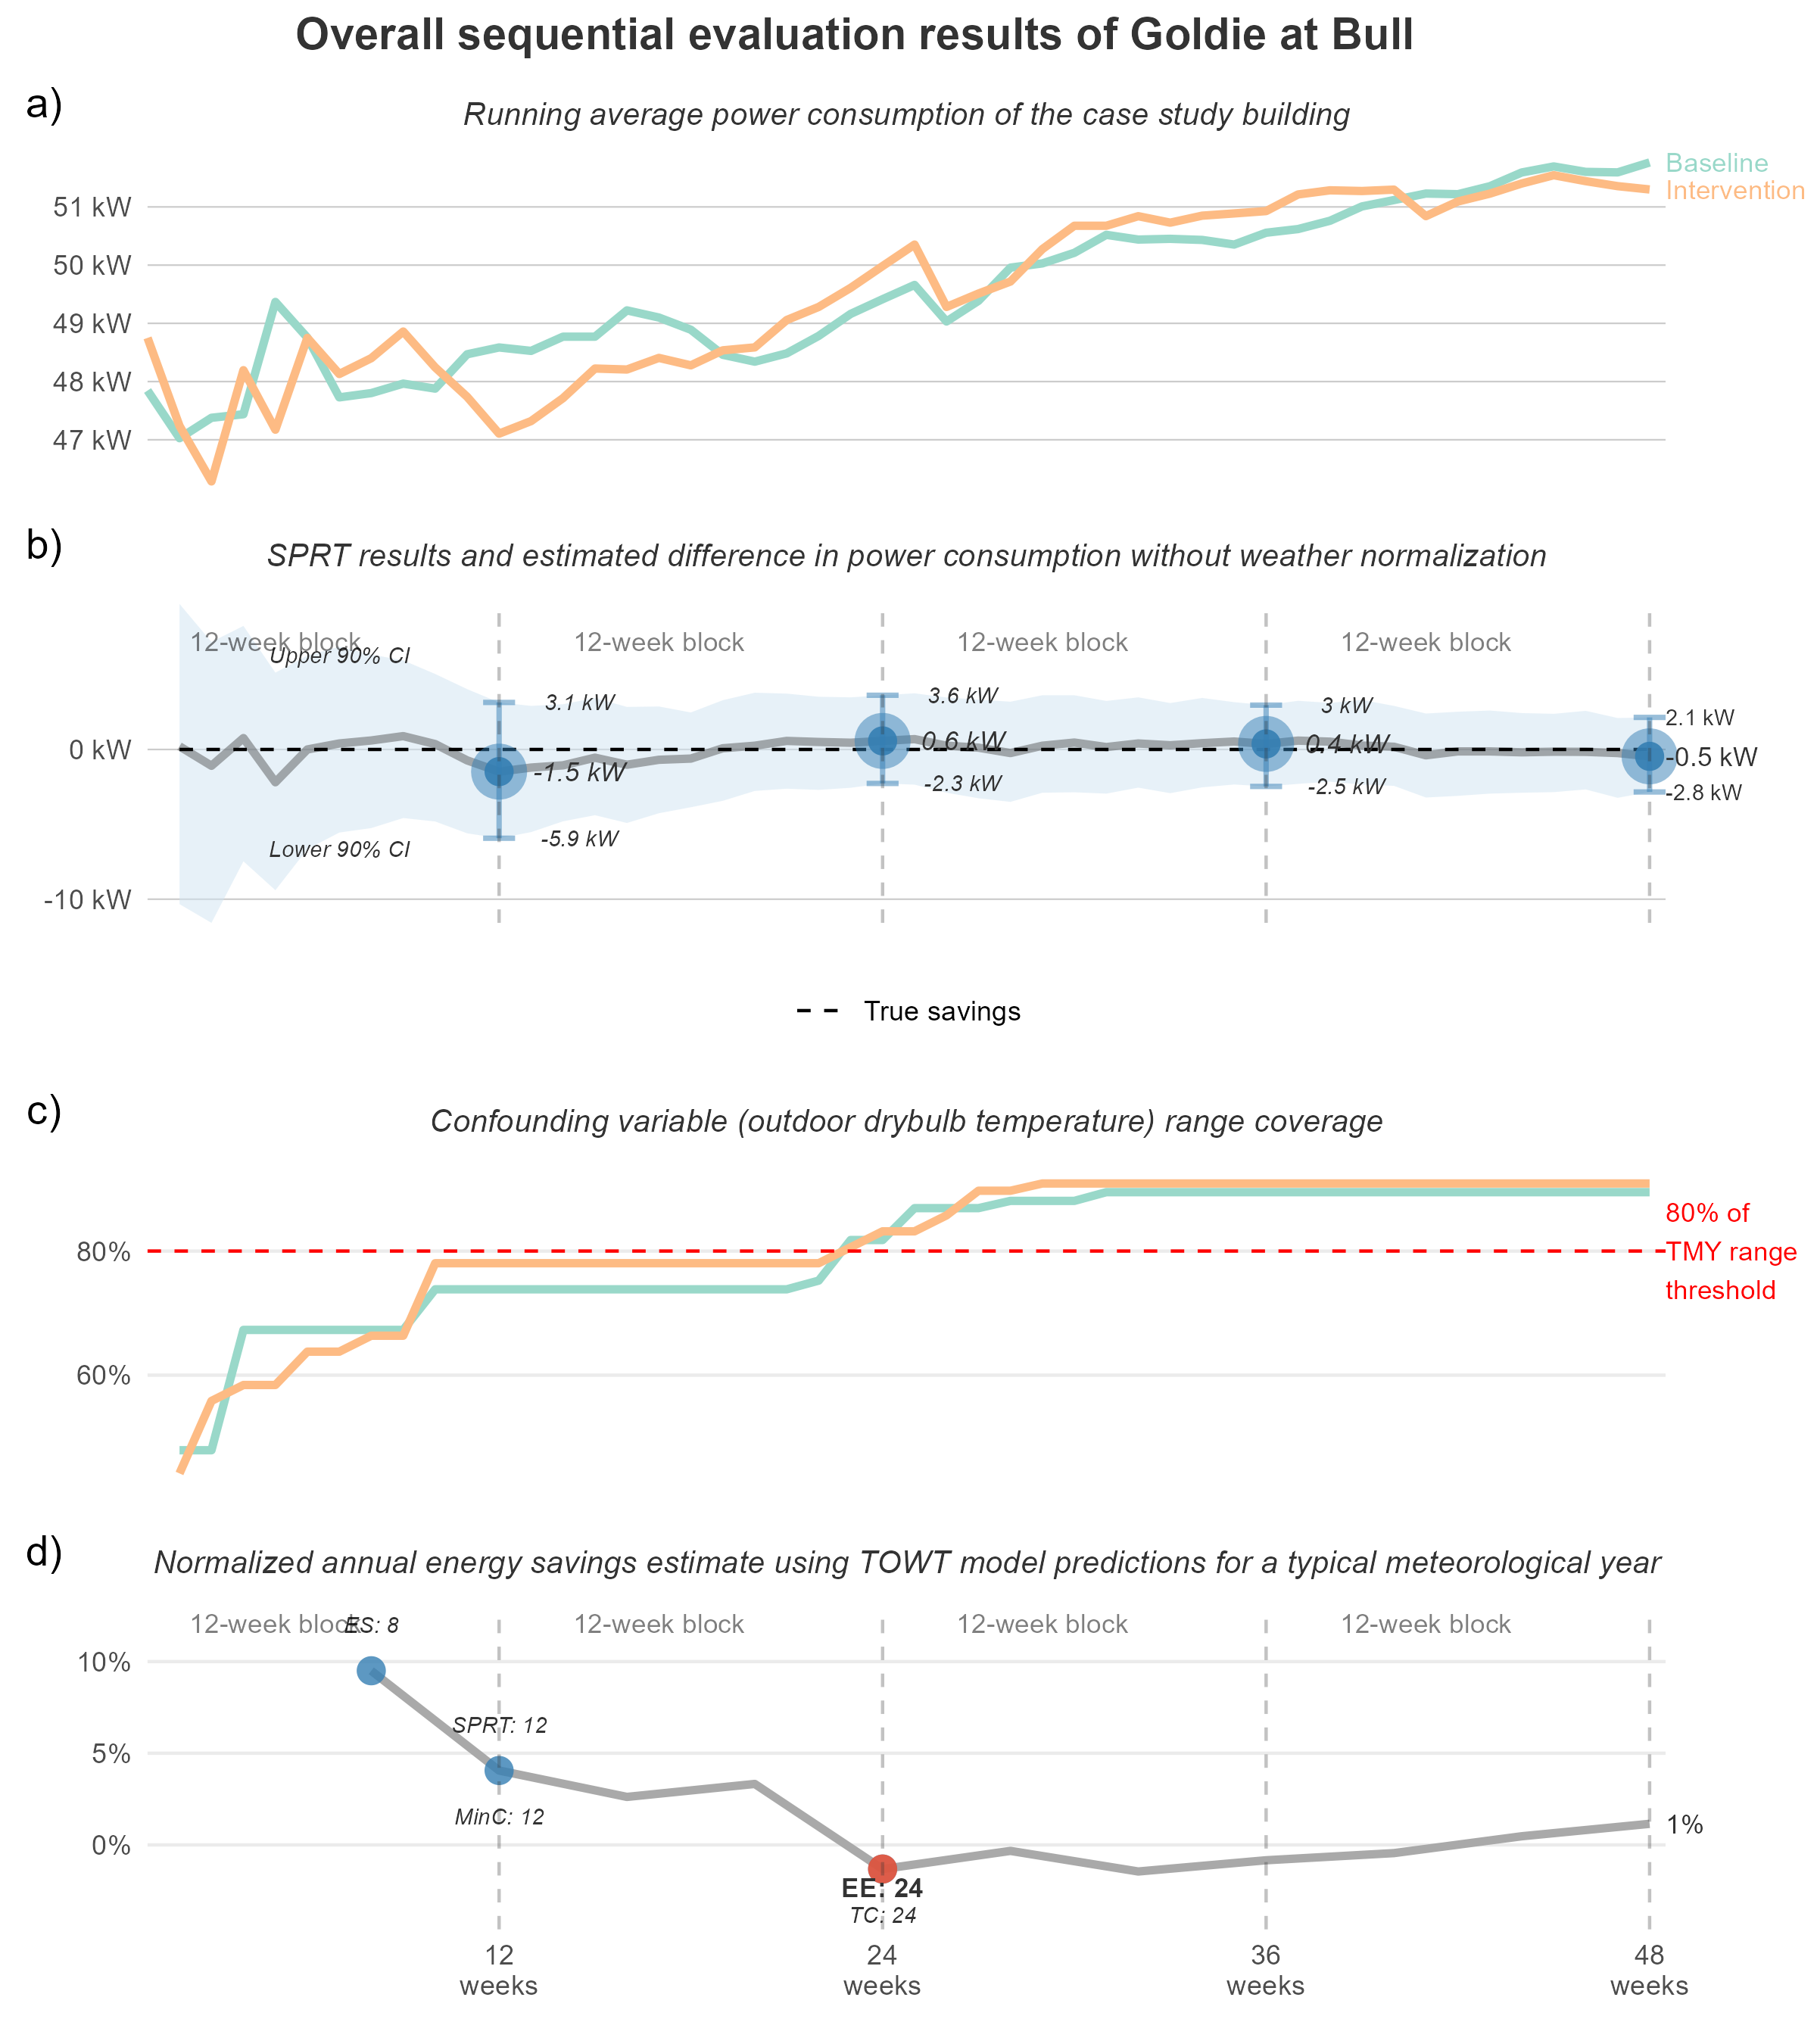 Overall sequential evaluation results of Goldie at Bull
a)
Running average power consumption of the case study building
Baseline
Intervention
51 kW
50 kW
49 kW
48 kW
47 kW
b)
SPRT results and estimated difference in power consumption without weather normalization
12-week block
12-week block
12-week block
12-week block
Upper 90% CI
3.1 kW
3.6 kW
3 kW
2.1 kW
0 kW
-1.5 kW
0.6 kW
0.4 kW
-0.5 kW
-2.3 kW
-2.5 kW
-2.8 kW
-5.9 kW
Lower 90% CI
-10 kW
True savings
c)
Confounding variable (outdoor drybulb temperature) range coverage
80%
60%
80% of
TMY range
threshold
d)
Normalized annual energy savings estimate using TOWT model predictions for a typical meteorological year
12-week block
12-week block
12-week block
12-week block
ES: 8
10%
SPRT: 12
5%
MinC: 12
0%
1%
EE: 24
TC: 24
12
weeks
24
weeks
36
weeks
48
weeks